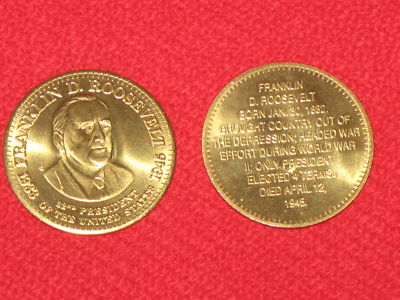 FRANKLIN D. ROOSEVELT
1933
1945
32ND PRESIDENT
OF THE UNITED STATES
FRANKLIN
D. ROOSEVELT
BORN JAN. 30, 1882.
BROUGHT COUNTRY OUT OF
THE DEPRESSION, HEADED WAR
EFFORT DURING WORLD WAR
II. ONLY PRESIDENT
ELECTED 4 TERMS.
DIED APRIL 12,
1945.